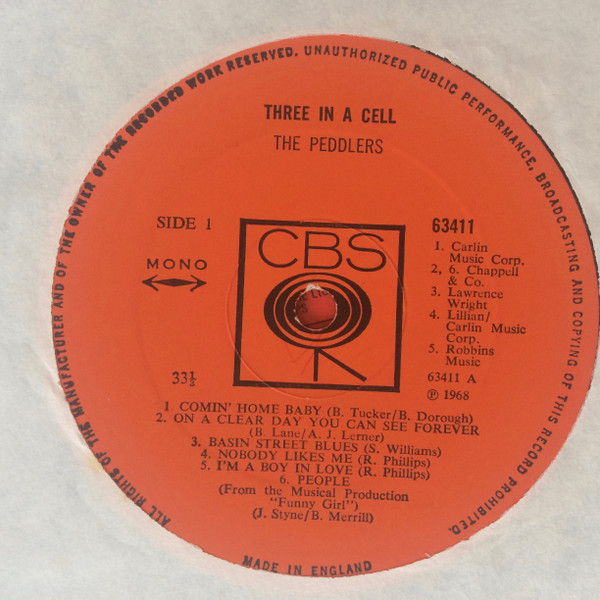 ALL RIGHTS OF THE MANUFACTURER AND OF THE OWNER OF THE RECORDED WORK RESERVED. UNAUTHORIZED PUBLIC PERFORMANCE, BROADCASTING AND COPYING OF THIS RECORD PROHIBITED.
THREE IN A CELL
THE PEDDLERS
SIDE 1
MONO
33⅓
CBS
63411
1. Carlin
Music Corp.
2, 6. Chappell
& Co.
3. Lawrence
Wright
4. Lillian/
Carlin Music
Corp.
5. Robbins
Music
63411 A
℗ 1968
1 COMIN' HOME BABY (B. Tucker/B. Dorough)
2. ON A CLEAR DAY YOU CAN SEE FOREVER
(B Lane/A. J. Lerner)
3. BASIN STREET BLUES (S. Williams)
4. NOBODY LIKES ME (R. Phillips)
5. I'M A BOY IN LOVE (R. Phillips)
6. PEOPLE
(From the Musical Production
"Funny Girl")
(J. Styne/B. Merrill)
MADE IN ENGLAND